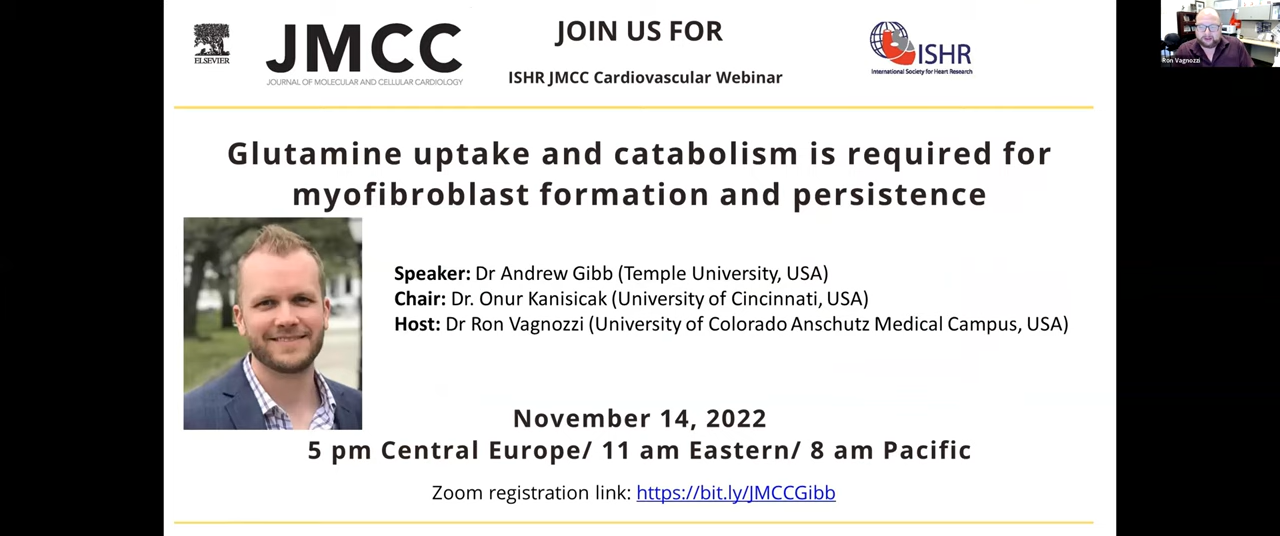 ELSEVIER
JMCC
JOURNAL OF MOLECULAR AND CELLULAR CARDIOLOGY
JOIN US FOR
ISHR JMCC Cardiovascular Webinar
ISHR
International Society for Heart Research
Ron Vagnozzi
Glutamine uptake and catabolism is required for
myofibroblast formation and persistence
Speaker: Dr Andrew Gibb (Temple University, USA)
Chair: Dr. Onur Kanisicak (University of Cincinnati, USA)
Host: Dr Ron Vagnozzi (University of Colorado Anschutz Medical Campus, USA)
November 14, 2022
5 pm Central Europe/ 11 am Eastern/ 8 am Pacific
Zoom registration link: https://bit.ly/JMCCGibb